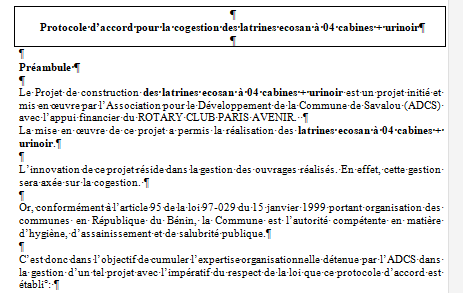 Protocole d'accord pour la cogestion des latrines ecosan à 04 cabines + urinoir
Préambule
Le Projet de construction des latrines ecosan à 04 cabines + urinoir est un projet initié et
mis en œuvre par l'Association pour le Développement de la Commune de Savalou (ADCS)
avec l'appui financier du ROTARY CLUB PARIS AVENIR.
La mise en œuvre de ce projet a permis la réalisation des latrines ecosan à 04 cabines +
urinoir.
L'innovation de ce projet réside dans la gestion des ouvrages réalisés. En effet, cette gestion
sera axée sur la cogestion.
Or, conformément à l'article 95 de la loi 97-029 du 15 janvier 1999 portant organisation des
communes en République du Bénin, la Commune est l'autorité compétente en matière
d'hygiène, d'assainissement et de salubrité publique.
C'est donc dans l'objectif de cumuler l'expertise organisationnelle détenue par l'ADCS dans
la gestion d'un tel projet avec l'impératif du respect de la loi que ce protocole d'accord est
établi :